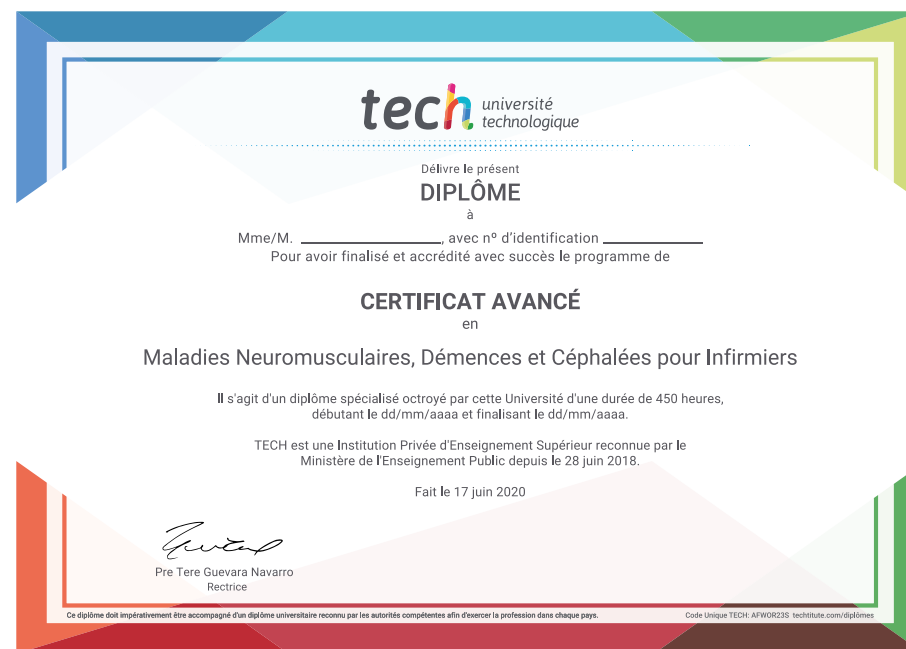 tech université
technologique
Délivre le présent
DIPLÔME
à
Mme/M. ____________________, avec nº d'identification ______________
Pour avoir finalisé et accrédité avec succès le programme de
CERTIFICAT AVANCÉ
en
Maladies Neuromusculaires, Démences et Céphalées pour Infirmiers
Il s'agit d'un diplôme spécialisé octroyé par cette Université d'une durée de 450 heures,
débutant le dd/mm/aaaa et finalisant le dd/mm/aaaa.
TECH est une Institution Privée d'Enseignement Supérieur reconnue par le
Ministère de l'Enseignement Public depuis le 28 juin 2018.
Fait le 17 juin 2020
Pre Tere Guevara Navarro
Rectrice
Ce diplôme doit impérativement être accompagné d'un diplôme universitaire reconnu par les autorités compétentes afin d'exercer la profession dans chaque pays.
Code Unique TECH: AFWOR23S techtitute.com/diplômes